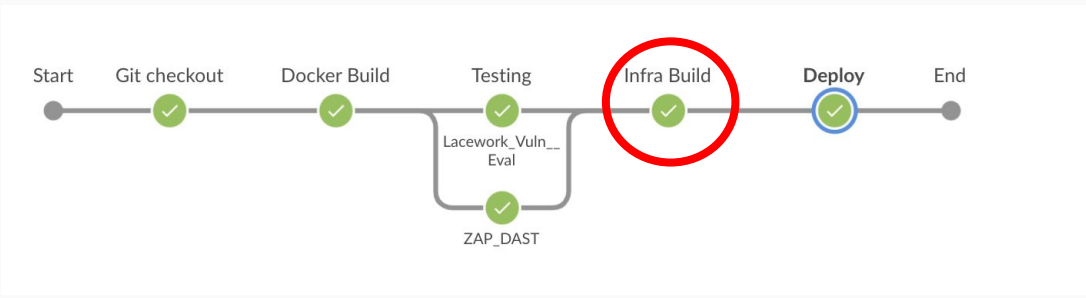 Start
Git checkout
Docker Build
Testing
Infra Build
Deploy
End
Lacework_Vuln__
Eval
ZAP_DAST